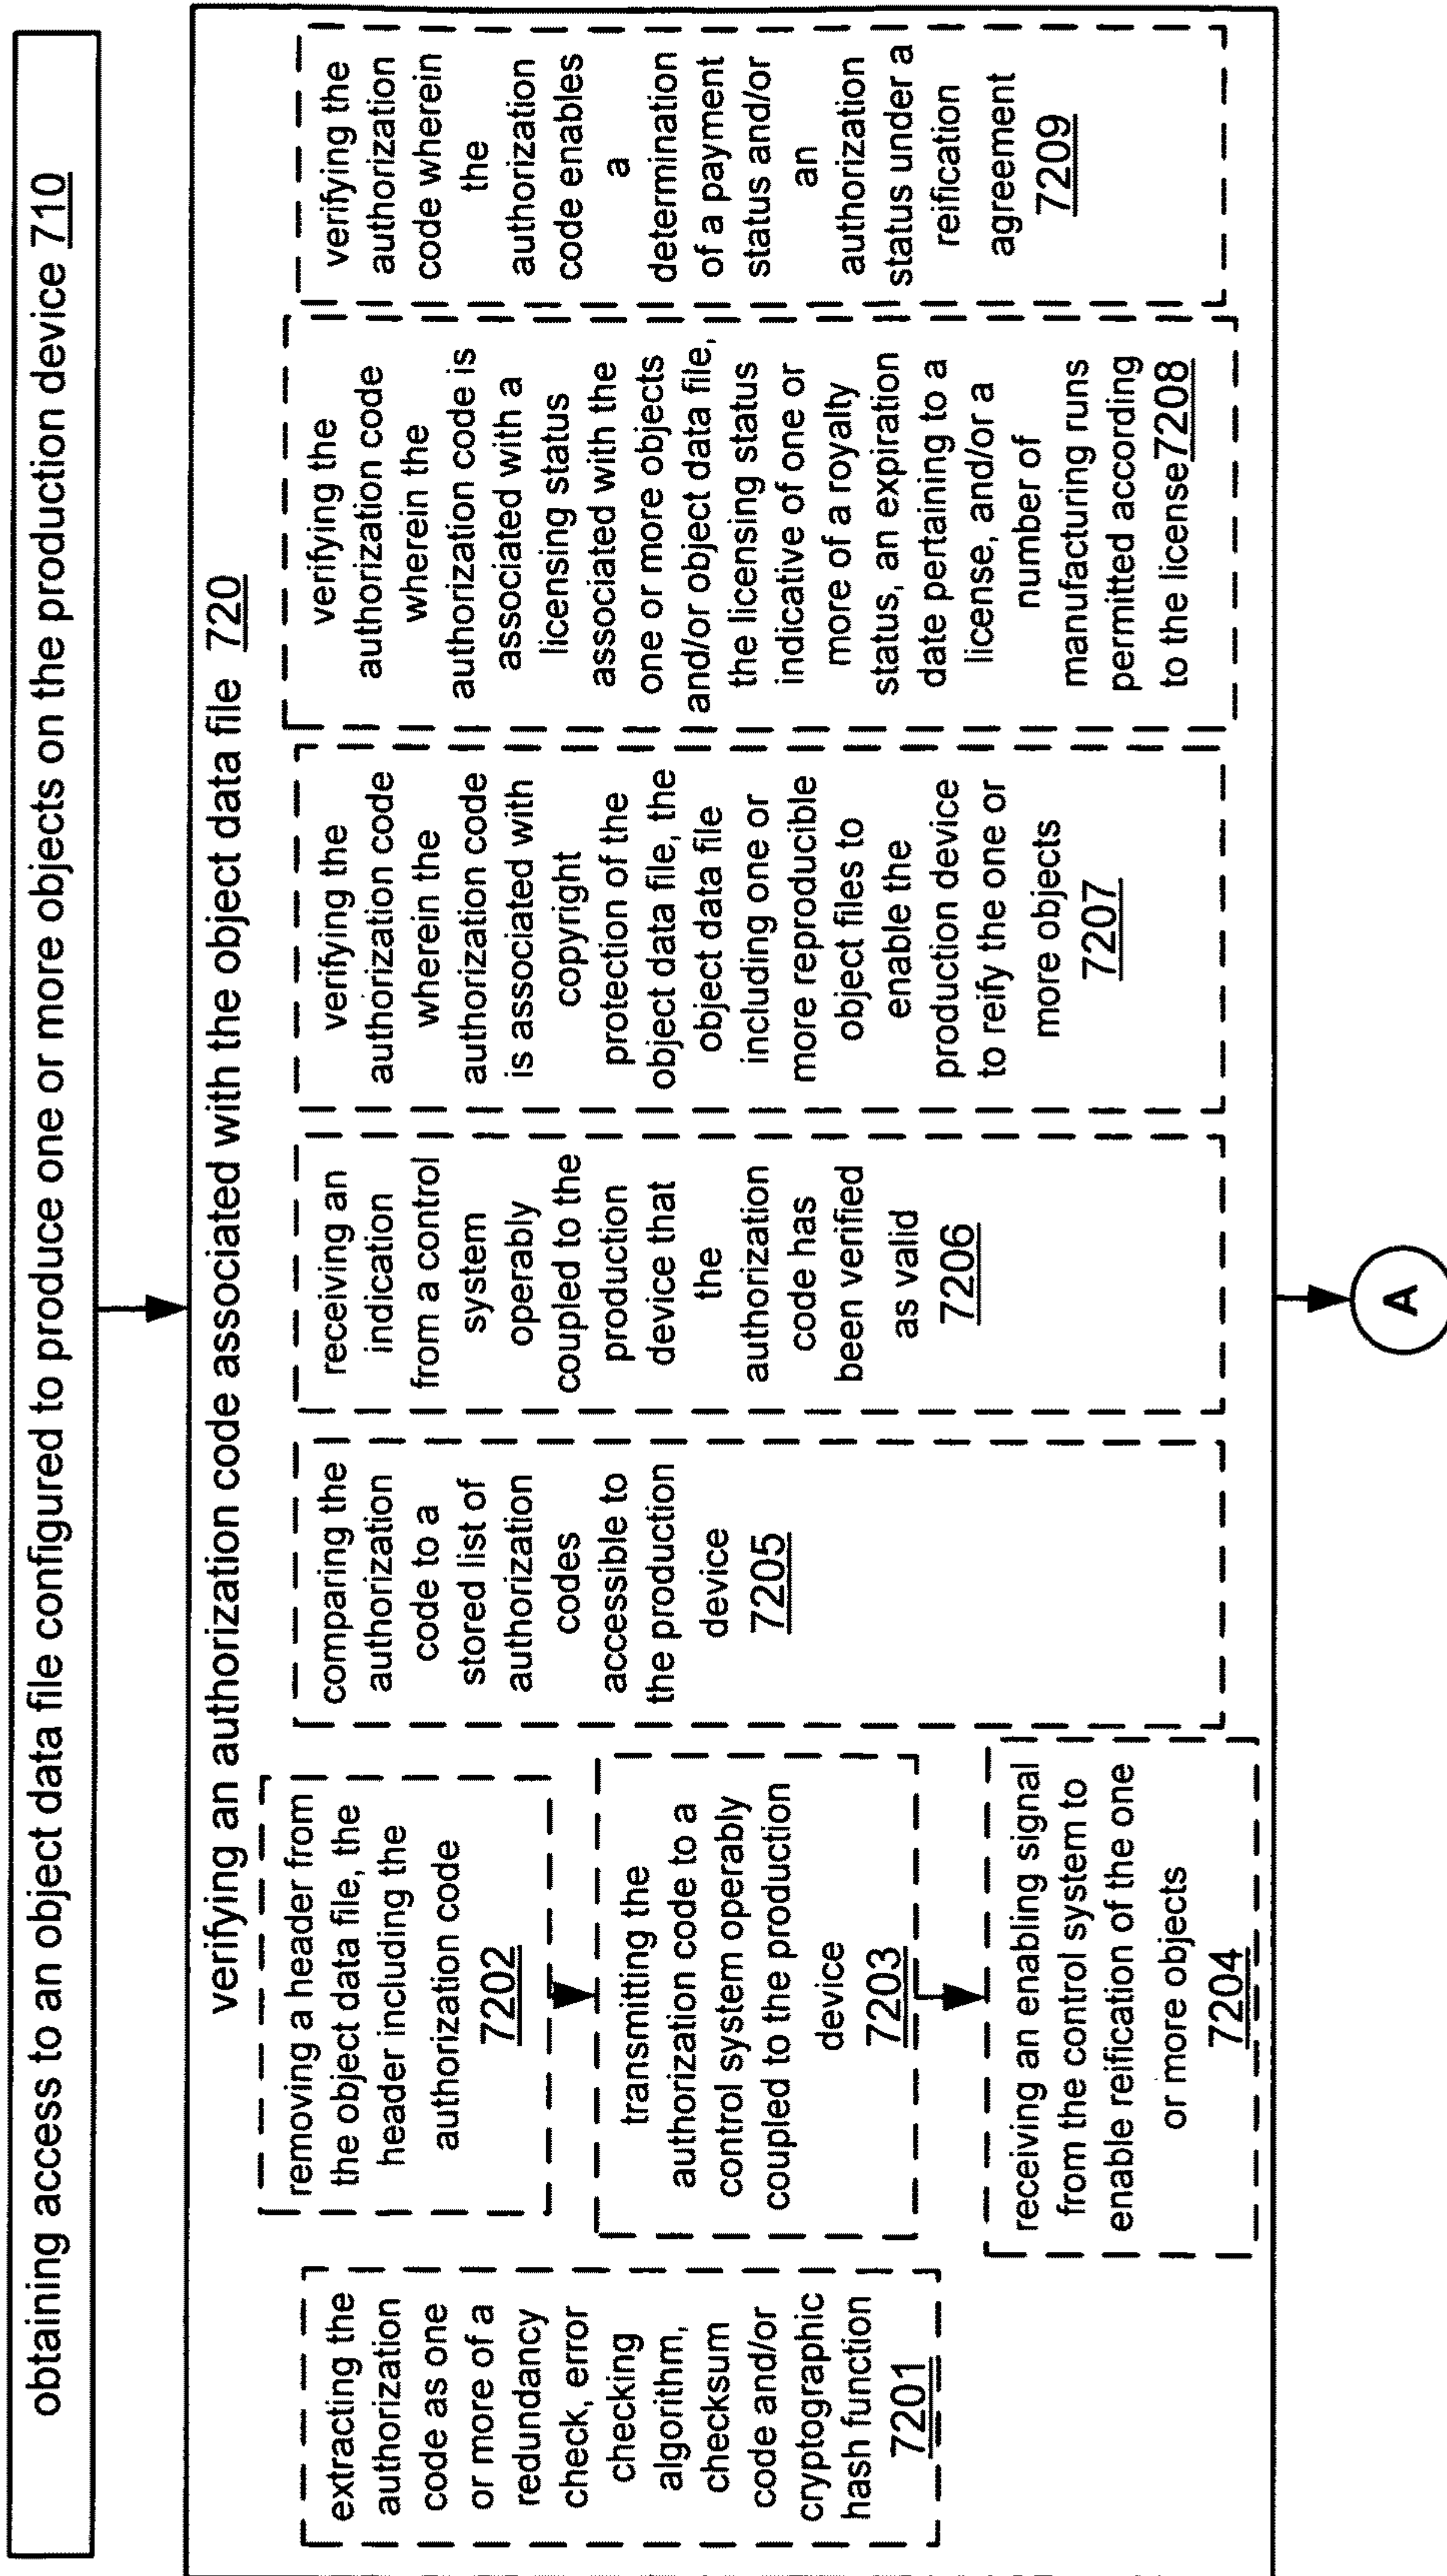 obtaining access to an object data file configured to produce one or more objects on the production device 710
verifying an authorization code associated with the object data file 720
extracting the
authorization
code as one
or more of a
redundancy
check, error
checking
algorithm,
checksum
code and/or
cryptographic
hash function
7201
removing a header from
the object data file, the
header including the
authorization code
7202
transmitting the
authorization code to a
control system operably
coupled to the production
device
7203
receiving an enabling signal
from the control system to
enable reification of the one
or more objects
7204
comparing the
authorization
code to a
stored list of
authorization
codes
accessible to
the production
device
7205
receiving an
indication
from a control
system
operably
coupled to the
production
device that
the
authorization
code has
been verified
as valid
7206
verifying the
authorization code
wherein the
authorization code
is associated with
copyright
protection of the
object data file, the
object data file
including one or
more reproducible
object files to
enable the
production device
to reify the one or
more objects
7207
verifying the
authorization code
wherein the
authorization code is
associated with a
licensing status
associated with the
one or more objects
and/or object data file,
the licensing status
indicative of one or
more of a royalty
status, an expiration
date pertaining to a
license, and/or a
number of
manufacturing runs
permitted according
to the license7208
verifying the
authorization
code wherein
the
authorization
code enables
a
determination
of a payment
status and/or
an
authorization
status under a
reification
agreement
7209
A